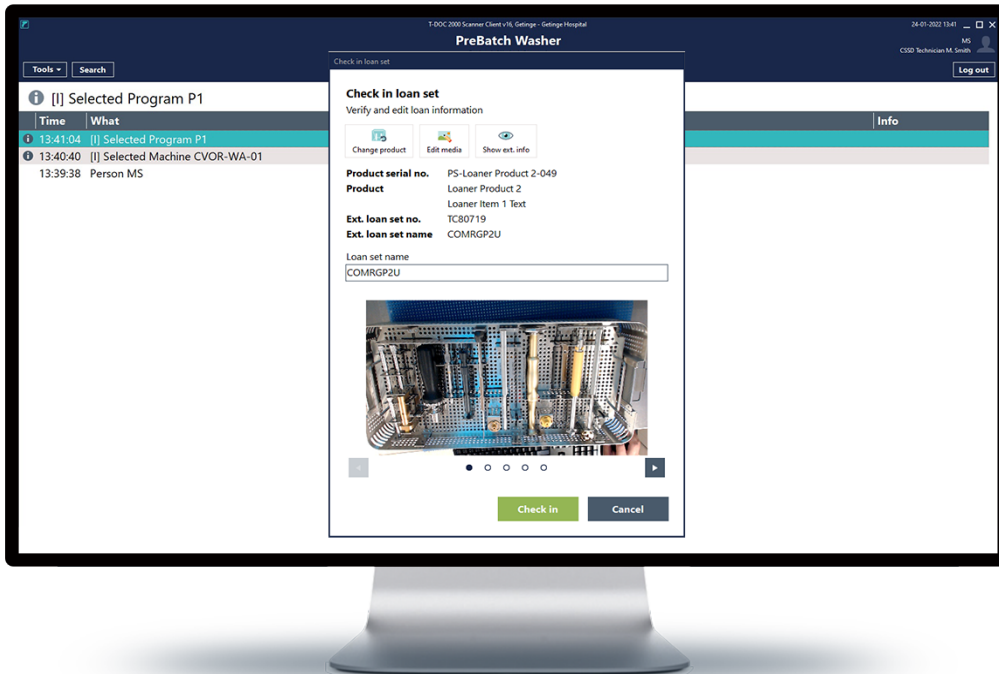 T-DOC 2000 Scanner Client v16, Getinge - Getinge Hospital
24-01-2022 13:41
PreBatch Washer
MS
CSSD Technician M. Smith
Tools
Search
Log out
Check in loan set
[I] Selected Program P1
Time What Info
13:41:04 [I] Selected Program P1
13:40:40 [I] Selected Machine CVOR-WA-01
13:39:38 Person MS
Check in loan set
Verify and edit loan information
Change product
Edit media
Show ext. info
Product serial no. PS-Loaner Product 2-049
Product Loaner Product 2
Loaner Item 1 Text
Ext. loan set no. TC80719
Ext. loan set name COMRGP2U
Loan set name
COMRGP2U
Check in
Cancel